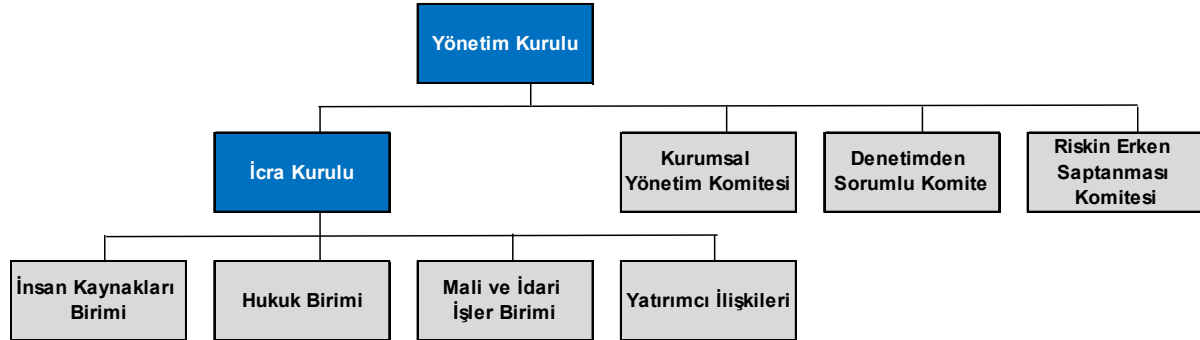 Yönetim Kurulu
İcra Kurulu
Kurumsal
Yönetim Komitesi
Denetimden
Sorumlu Komite
Riskin Erken
Saptanması
Komitesi
İnsan Kaynakları
Birimi
Hukuk Birimi
Mali ve İdari
İşler Birimi
Yatırımcı İlişkileri